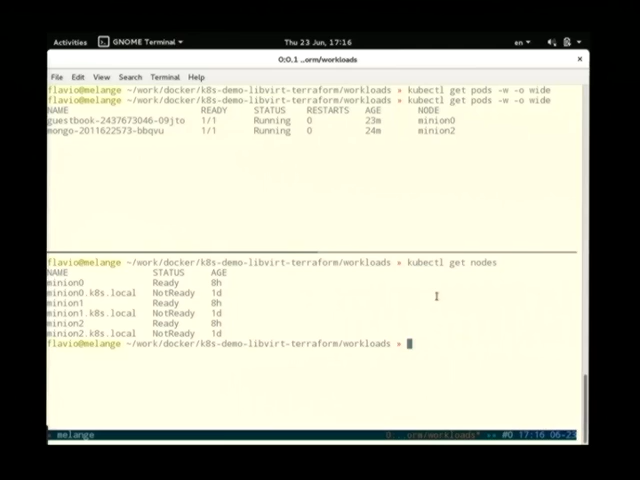 Activities GNOME Terminal Thu 23 Jun, 17:16 en
0:0,1 ..orm/workloads ×
File Edit View Search Terminal Help
flavio@melange ~/work/docker/k8s-demo-libvirt-terraform/workloads » kubectl get pods -w -o wide
flavio@melange ~/work/docker/k8s-demo-libvirt-terraform/workloads » kubectl get pods -w -o wide
NAME READY STATUS RESTARTS AGE NODE
guestbook-2437673046-09jto 1/1 Running 0 23m minion0
mongo-2011622573-bbqvu 1/1 Running 0 24m minion2
flavio@melange ~/work/docker/k8s-demo-libvirt-terraform/workloads » kubectl get nodes
NAME STATUS AGE
minion0 Ready 8h
minion0.k8s.local NotReady 1d
minion1 Ready 8h
minion1.k8s.local NotReady 1d
minion2 Ready 8h
minion2.k8s.local NotReady 1d
flavio@melange ~/work/docker/k8s-demo-libvirt-terraform/workloads »
melange 0:..orm/workloads* #0 17:16 06-23